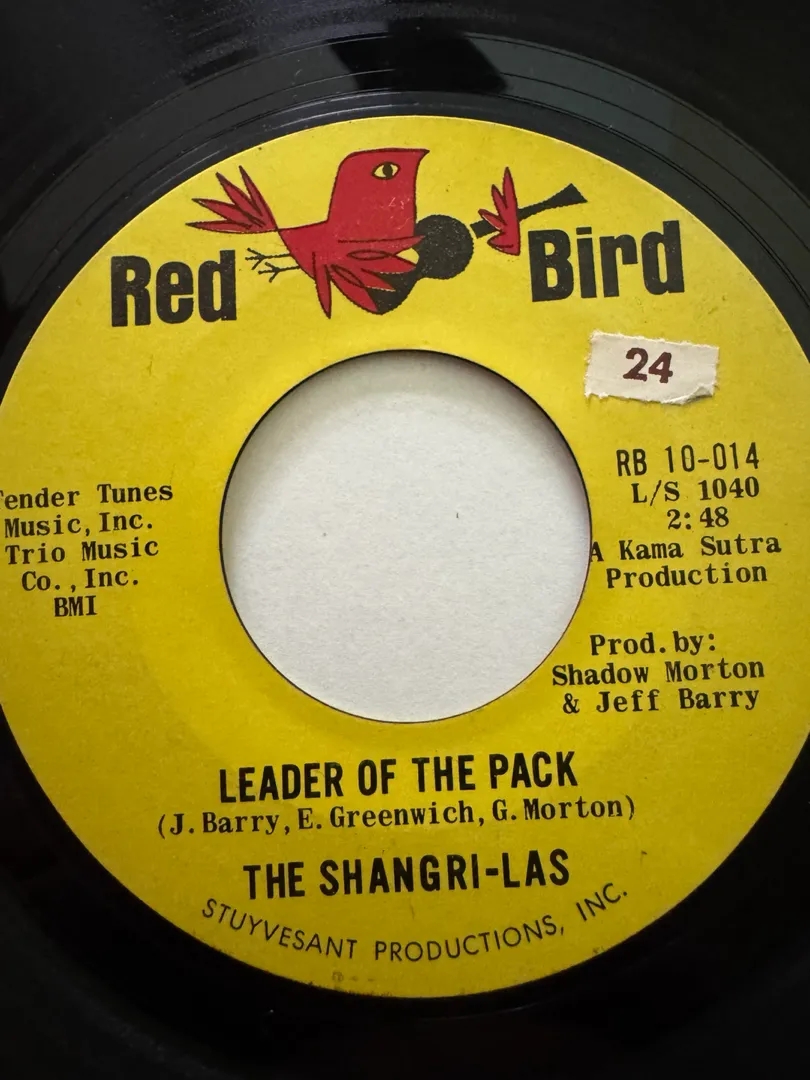 Red Bird
24
RB 10-014
L/S 1040
2:48
A Kama Sutra
Production
Tender Tunes
Music, Inc.
Trio Music
Co., Inc.
BMI
Prod. by:
Shadow Morton
& Jeff Barry
LEADER OF THE PACK
(J. Barry, E. Greenwich, G. Morton)
THE SHANGRI-LAS
STUYVESANT PRODUCTIONS, INC.